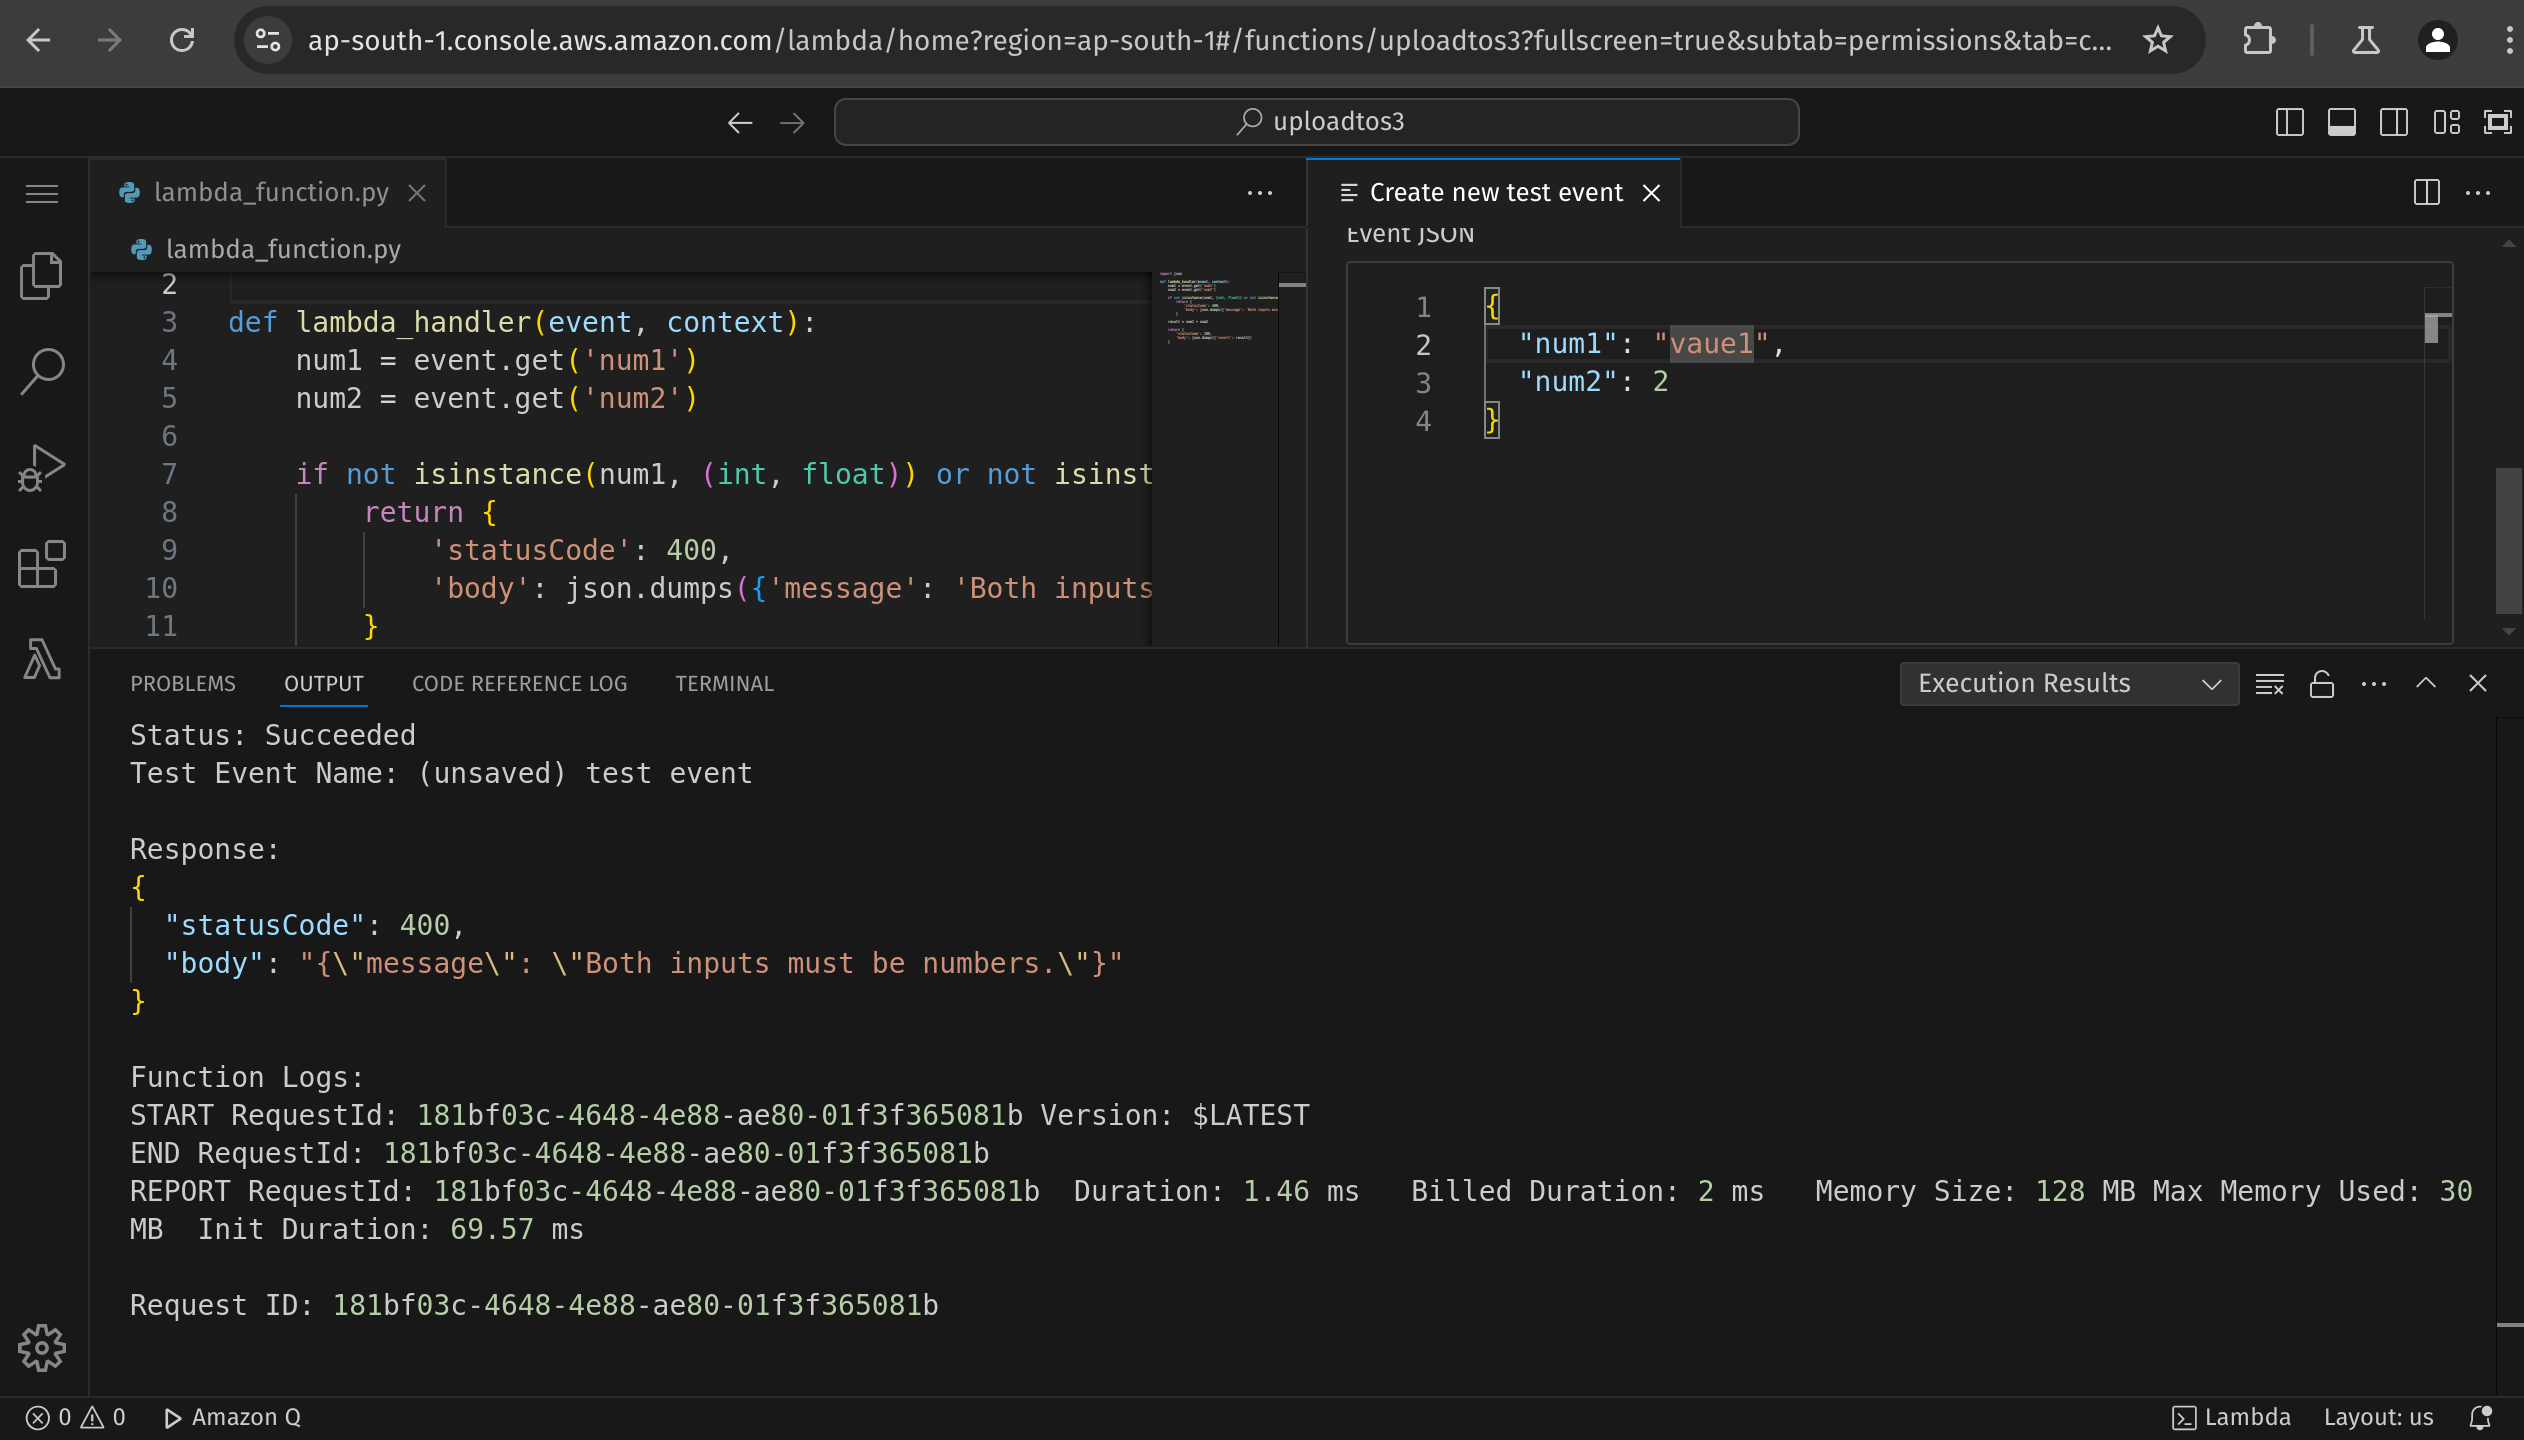 ap-south-1.console.aws.amazon.com/lambda/home?region=ap-south-1#/functions/uploadtos3?fullscreen=true&subtab=permissions&tab=c...
uploadtos3
lambda_function.py
Create new test event
lambda_function.py
Event JSON
2
3 def lambda_handler(event, context):
4 num1 = event.get('num1')
5 num2 = event.get('num2')
6
7 if not isinstance(num1, (int, float)) or not isinst
8 return {
9 'statusCode': 400,
10 'body': json.dumps({'message': 'Both inputs
11 }
1 {
2 "num1": "vaue1",
3 "num2": 2
4 }
PROBLEMS OUTPUT CODE REFERENCE LOG TERMINAL
Execution Results
Status: Succeeded
Test Event Name: (unsaved) test event
Response:
{
"statusCode": 400,
"body": "{\"message\": \"Both inputs must be numbers.\"}"
}
Function Logs:
START RequestId: 181bf03c-4648-4e88-ae80-01f3f365081b Version: $LATEST
END RequestId: 181bf03c-4648-4e88-ae80-01f3f365081b
REPORT RequestId: 181bf03c-4648-4e88-ae80-01f3f365081b Duration: 1.46 ms Billed Duration: 2 ms Memory Size: 128 MB Max Memory Used: 30
MB Init Duration: 69.57 ms
Request ID: 181bf03c-4648-4e88-ae80-01f3f365081b
0 0 Amazon Q
Lambda Layout: us